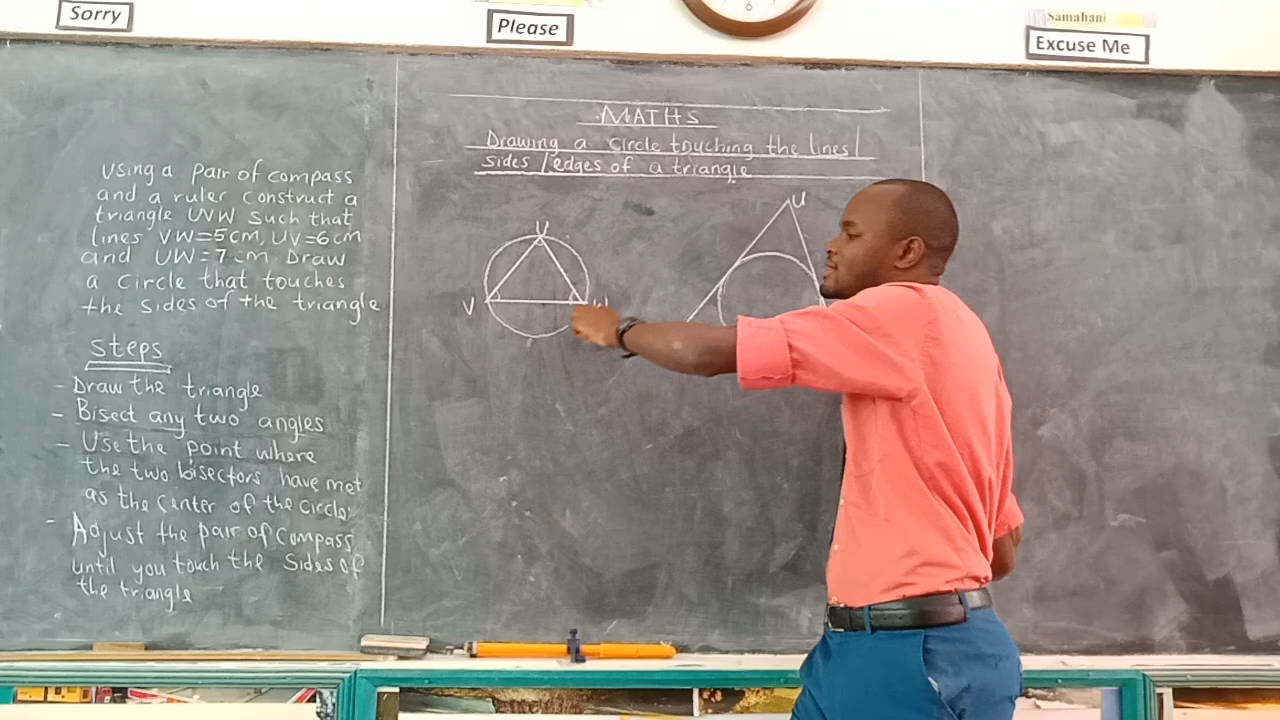 Sorry
Please
Samahani
Excuse Me
6
MATHS
Drawing a circle touching the lines/
sides /edges of a triangle
Using a pair of compass
and a ruler construct a
triangle UVW such that
lines VW=5cm, UV=6cm
and UW=7cm Draw
a circle that touches
the sides of the triangle
Steps
- Draw the triangle
- Bisect any two angles
- Use the point where
the two bisectors have met
as the center of the circle.
- Adjust the pair of compass
until you touch the sides of
the triangle
U
V
U